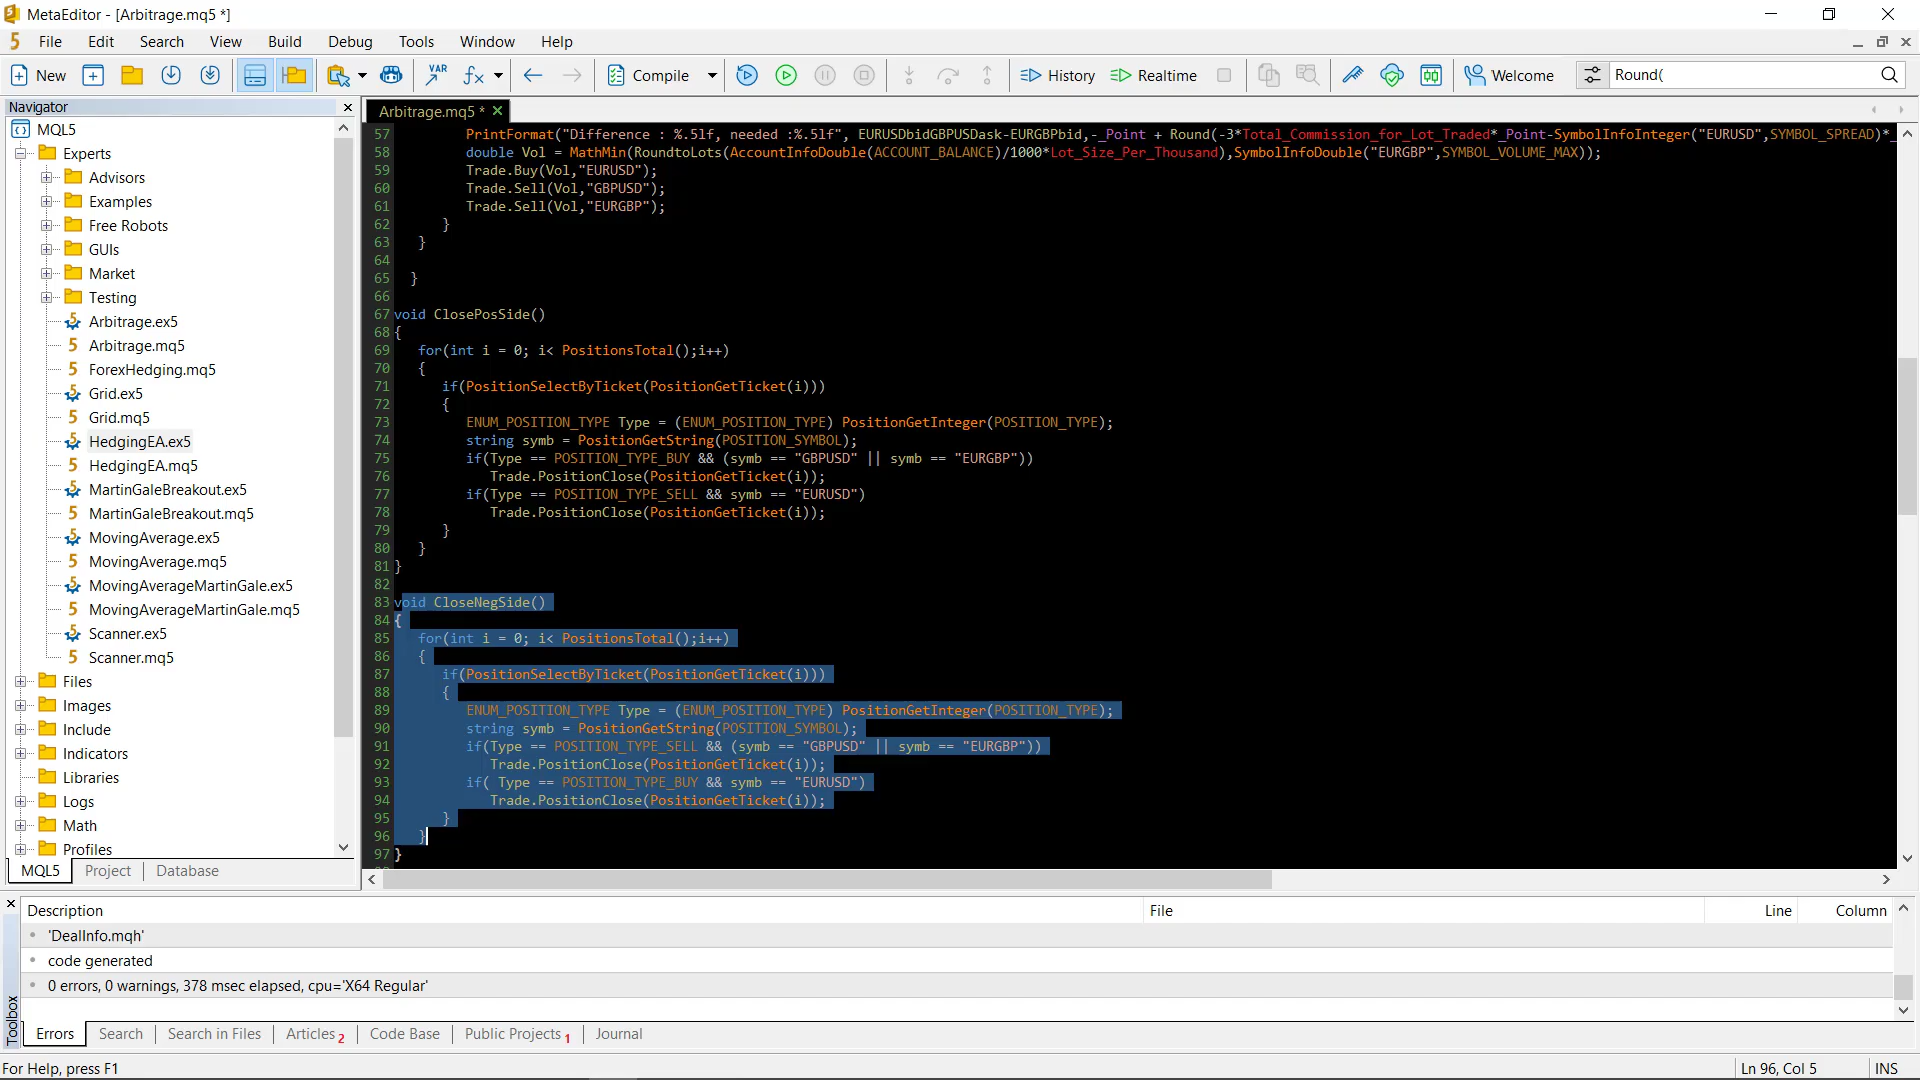 MetaEditor - [Arbitrage.mq5 *]
File Edit Search View Build Debug Tools Window Help
New VAR fx Compile History Realtime Welcome Round(
Navigator
MQL5
Experts
Advisors
Examples
Free Robots
GUIs
Market
Testing
Arbitrage.ex5
Arbitrage.mq5
ForexHedging.mq5
Grid.ex5
Grid.mq5
HedgingEA.ex5
HedgingEA.mq5
MartinGaleBreakout.ex5
MartinGaleBreakout.mq5
MovingAverage.ex5
MovingAverage.mq5
MovingAverageMartinGale.ex5
MovingAverageMartinGale.mq5
Scanner.ex5
Scanner.mq5
Files
Images
Include
Indicators
Libraries
Logs
Math
Profiles
MQL5 Project Database
Arbitrage.mq5 *
57 PrintFormat("Difference : %.5lf, needed :%.5lf", EURUSDbidGBPUSDask-EURGBPbid,-_Point + Round(-3*Total_Commission_for_Lot_Traded*_Point-SymbolInfoInteger("EURUSD",SYMBOL_SPREAD)*_
58 double Vol = MathMin(RoundtoLots(AccountInfoDouble(ACCOUNT_BALANCE)/1000*Lot_Size_Per_Thousand),SymbolInfoDouble("EURGBP",SYMBOL_VOLUME_MAX));
59 Trade.Buy(Vol,"EURUSD");
60 Trade.Sell(Vol,"GBPUSD");
61 Trade.Sell(Vol,"EURGBP");
62 }
63 }
64
65 }
66
67 void ClosePosSide()
68 {
69 for(int i = 0; i< PositionsTotal();i++)
70 {
71 if(PositionSelectByTicket(PositionGetTicket(i)))
72 {
73 ENUM_POSITION_TYPE Type = (ENUM_POSITION_TYPE) PositionGetInteger(POSITION_TYPE);
74 string symb = PositionGetString(POSITION_SYMBOL);
75 if(Type == POSITION_TYPE_BUY && (symb == "GBPUSD" || symb == "EURGBP"))
76 Trade.PositionClose(PositionGetTicket(i));
77 if(Type == POSITION_TYPE_SELL && symb == "EURUSD")
78 Trade.PositionClose(PositionGetTicket(i));
79 }
80 }
81 }
82
83 void CloseNegSide()
84 {
85 for(int i = 0; i< PositionsTotal();i++)
86 {
87 if(PositionSelectByTicket(PositionGetTicket(i)))
88 {
89 ENUM_POSITION_TYPE Type = (ENUM_POSITION_TYPE) PositionGetInteger(POSITION_TYPE);
90 string symb = PositionGetString(POSITION_SYMBOL);
91 if(Type == POSITION_TYPE_SELL && (symb == "GBPUSD" || symb == "EURGBP"))
92 Trade.PositionClose(PositionGetTicket(i));
93 if( Type == POSITION_TYPE_BUY && symb == "EURUSD")
94 Trade.PositionClose(PositionGetTicket(i));
95 }
96 }
97 }
Description File Line Column
'DealInfo.mqh'
code generated
0 errors, 0 warnings, 378 msec elapsed, cpu='X64 Regular'
Toolbox
Errors Search Search in Files Articles 2 Code Base Public Projects 1 Journal
For Help, press F1 Ln 96, Col 5 INS